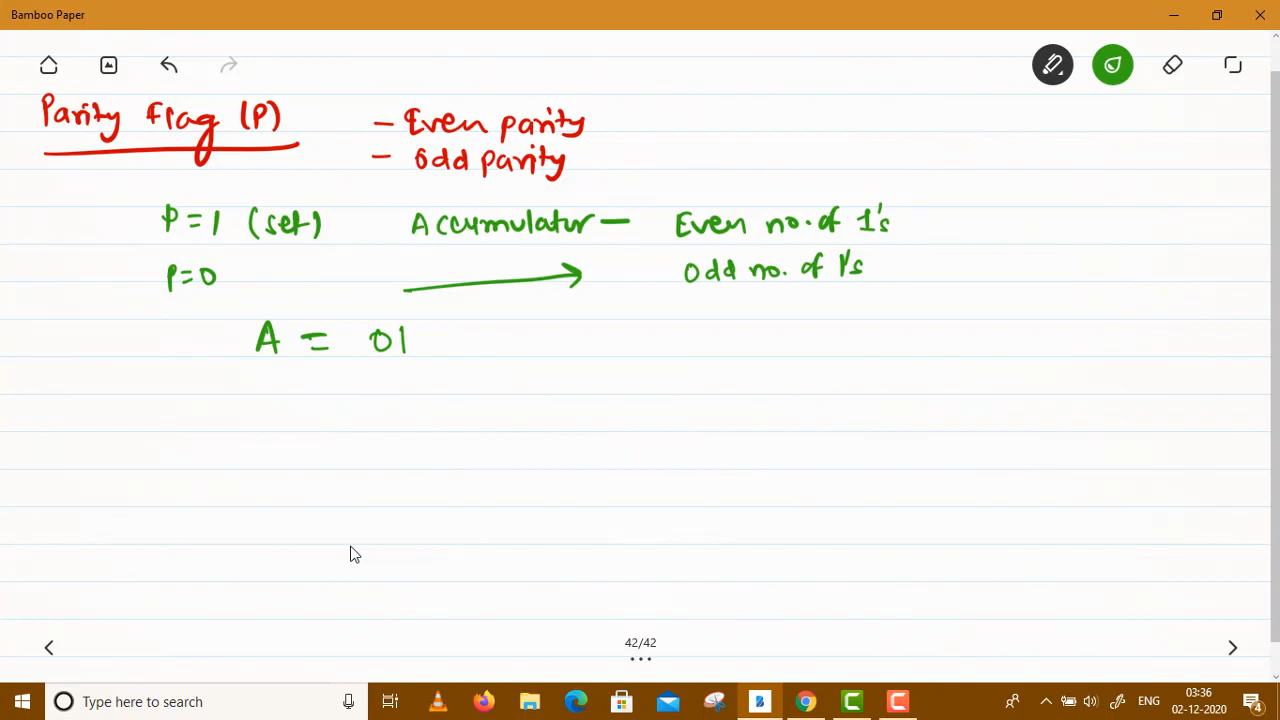 Bamboo Paper
Parity flag (P)
- Even parity
- Odd parity
P = 1 (set) Accumulator — Even no. of 1's
P = 0 → Odd no. of 1's
A = 01
42/42
Type here to search
ENG
03:36
02-12-2020
4